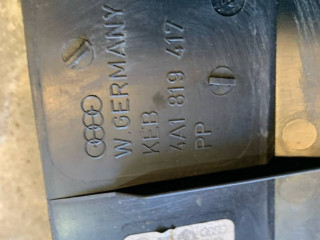 W. GERMANY
KEB
4A1 819 417
PP